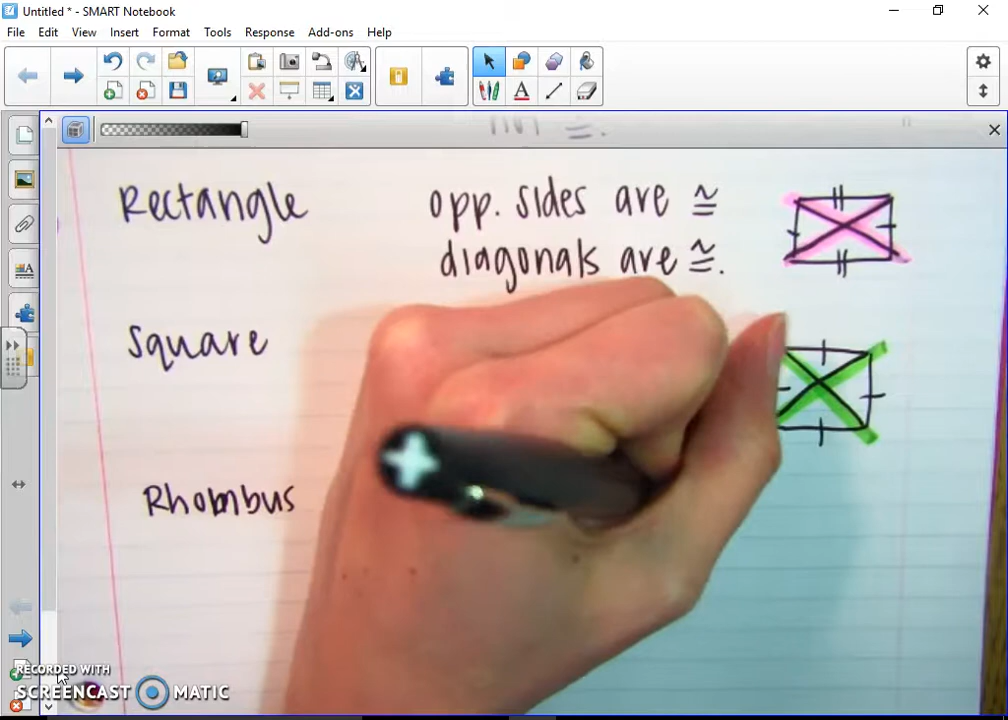 Untitled * - SMART Notebook
File Edit View Insert Format Tools Response Add-ons Help
Rectangle opp. sides are ≅
diagonals are ≅.
Square
Rhombus
RECORDED WITH
SCREENCAST MATIC